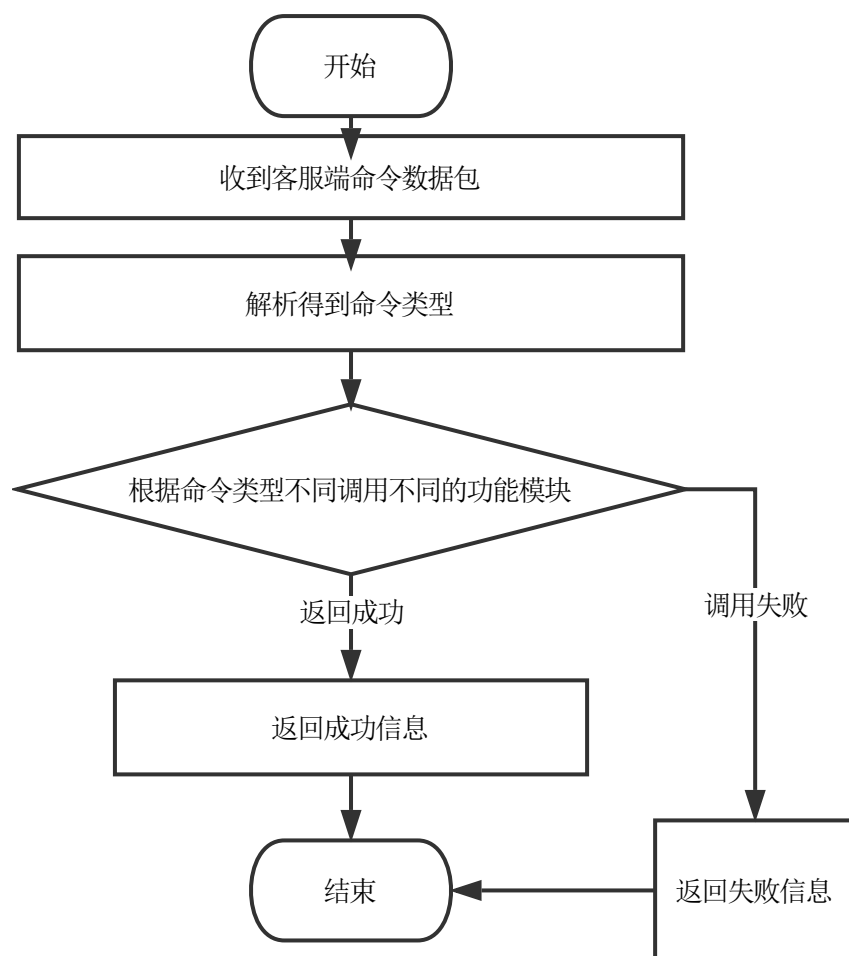 开始
收到客服端命令数据包
解析得到命令类型
根据命令类型不同调用不同的功能模块
返回成功
调用失败
返回成功信息
结束
返回失败信息